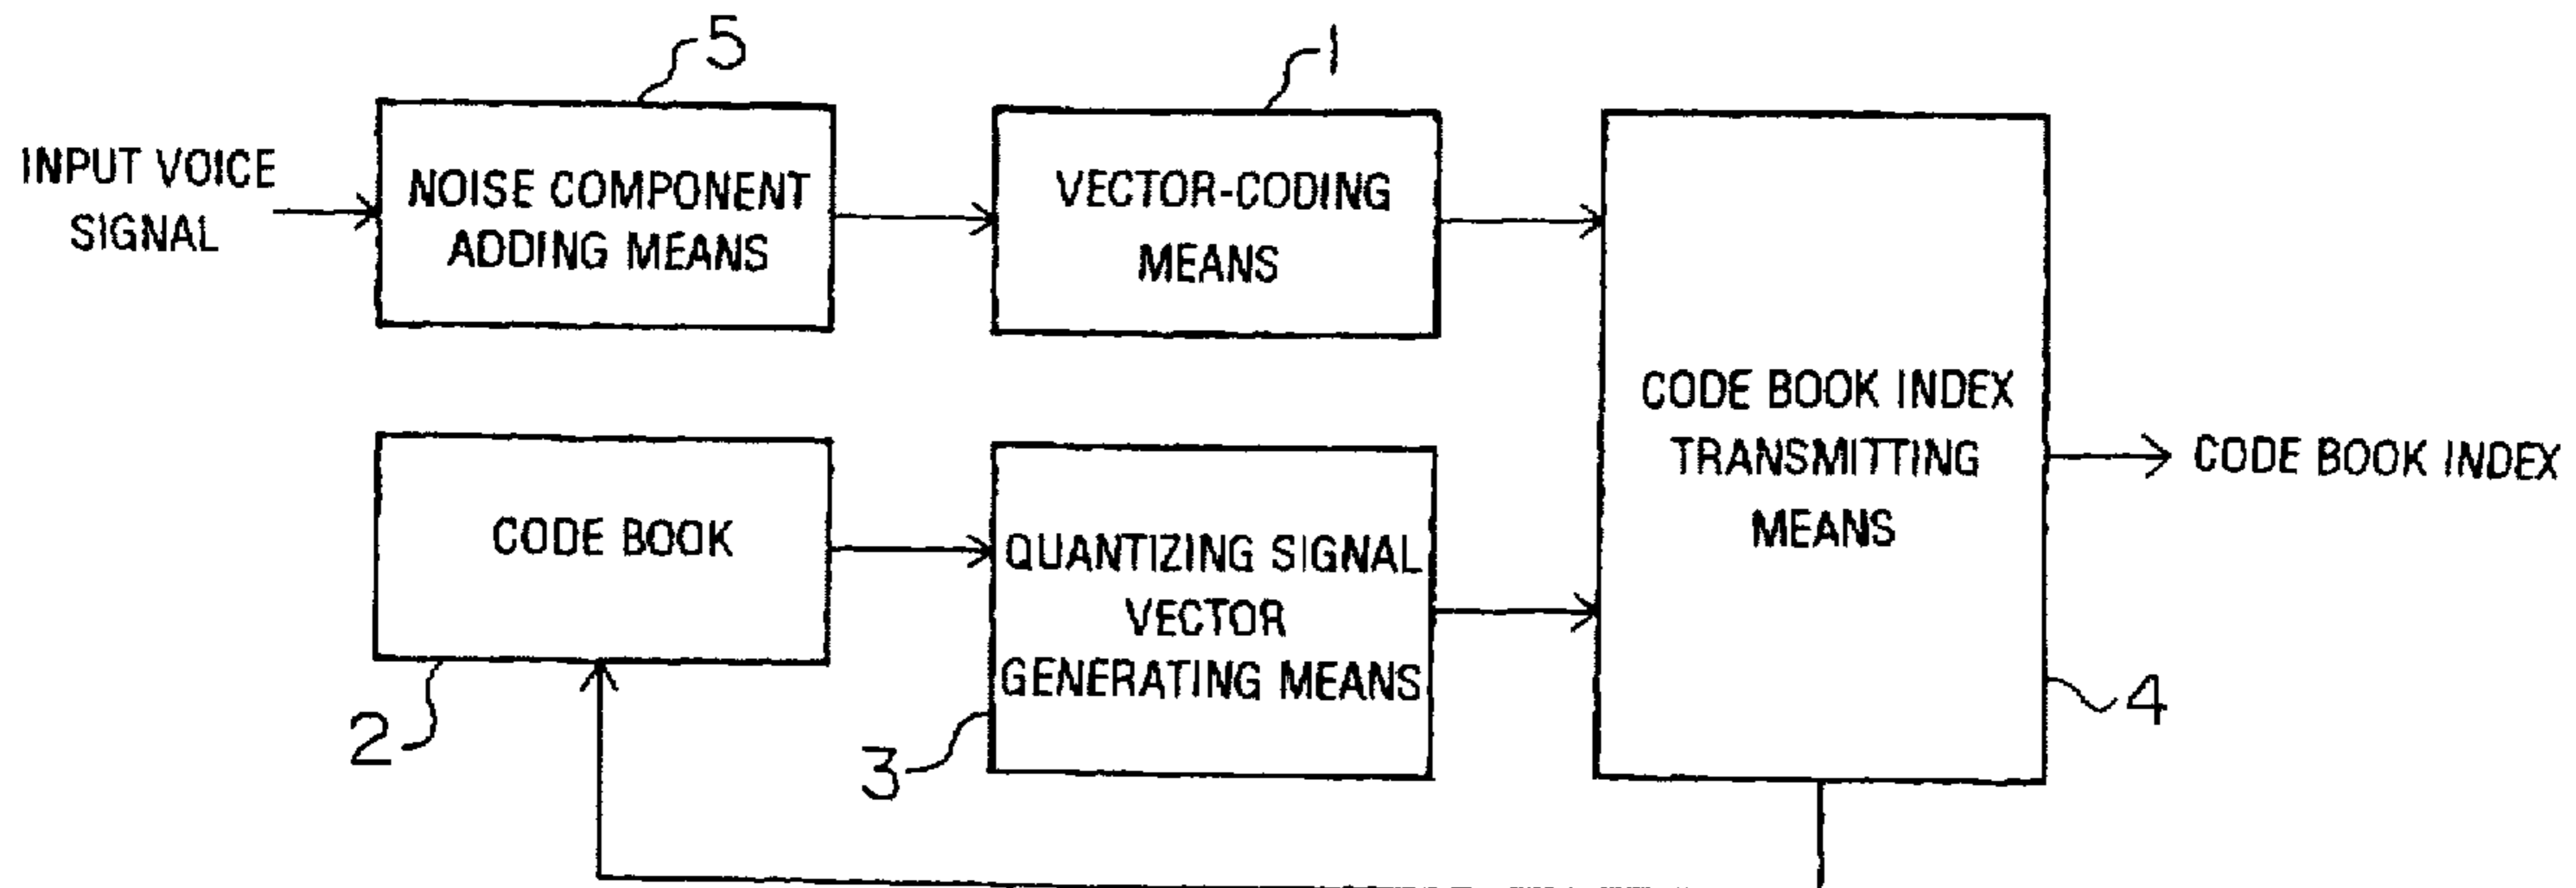 5
1
INPUT VOICE
SIGNAL
NOISE COMPONENT
ADDING MEANS
VECTOR-CODING
MEANS
CODE BOOK INDEX
TRANSMITTING
MEANS
CODE BOOK INDEX
CODE BOOK
QUANTIZING SIGNAL
VECTOR
GENERATING MEANS
2
3
4